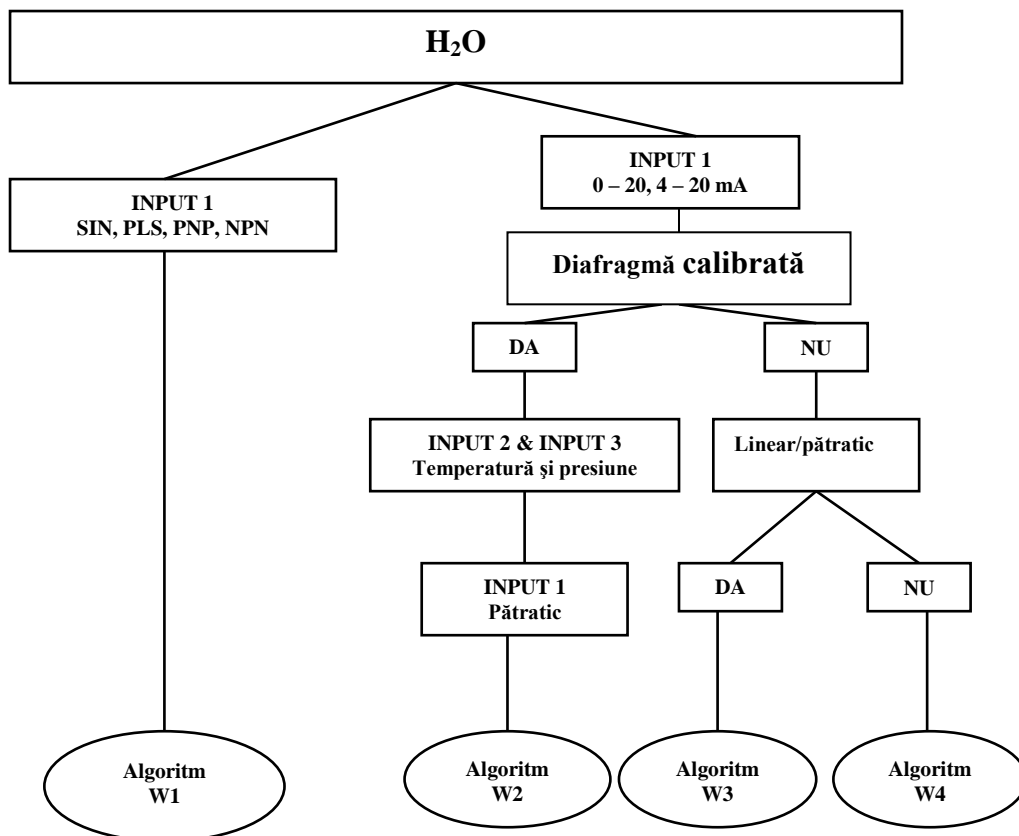 H₂O
INPUT 1
0 – 20, 4 – 20 mA
INPUT 1
SIN, PLS, PNP, NPN
Diafragmă calibrată
DA
NU
INPUT 2 & INPUT 3
Temperatură şi presiune
Linear/pătratic
INPUT 1
Pătratic
DA
NU
Algoritm
W1
Algoritm
W2
Algoritm
W3
Algoritm
W4